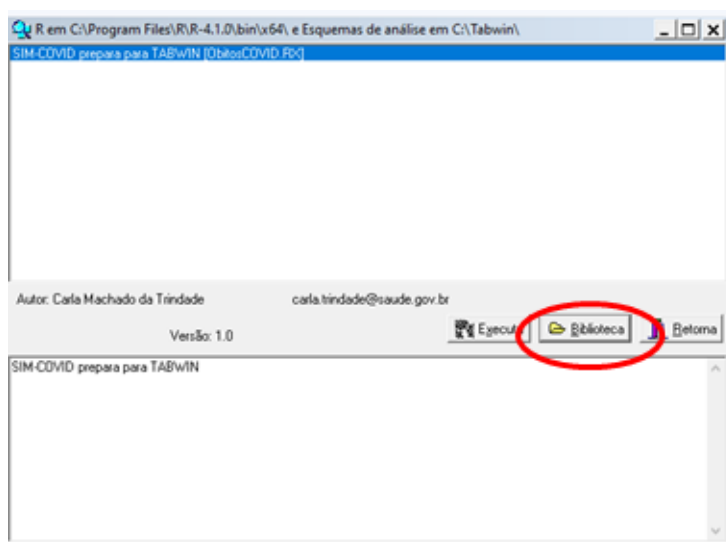 R em C:\Program Files\R\R-4.1.0\bin\x64\ e Esquemas de análise em C:\Tabwin\
SIM-COVID prepara para TABWIN [ObitosCOVID.RX]
Autor: Carla Machado da Trindade carla.trindade@saude.gov.br
Versão: 1.0
Executa Biblioteca Retorna
SIM-COVID prepara para TABWIN